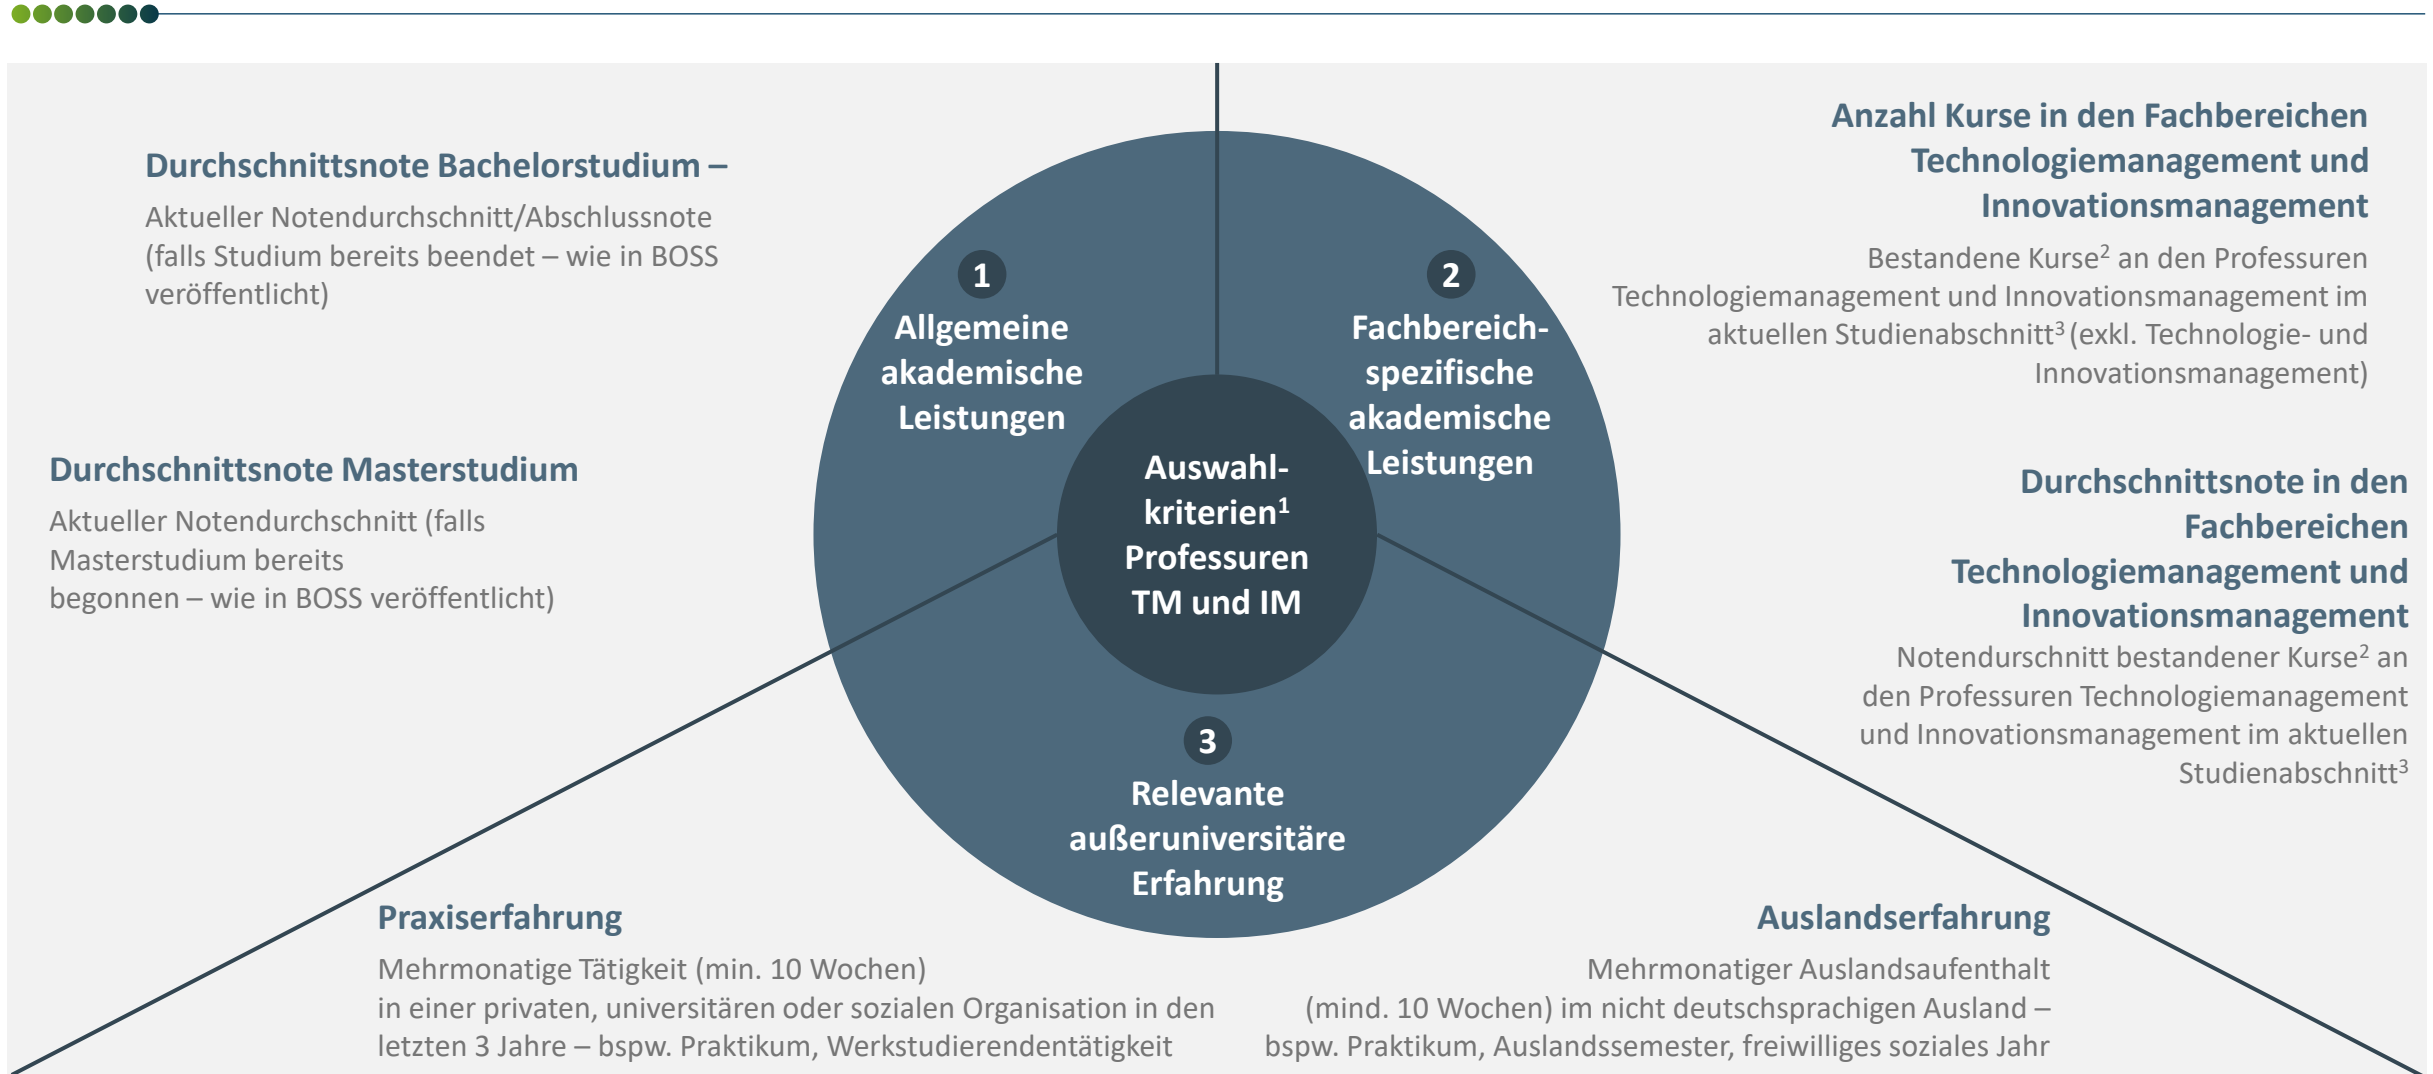 Durchschnittsnote Bachelorstudium –
Aktueller Notendurchschnitt/Abschlussnote
(falls Studium bereits beendet – wie in BOSS
veröffentlicht)
Durchschnittsnote Masterstudium
Aktueller Notendurchschnitt (falls
Masterstudium bereits
begonnen – wie in BOSS veröffentlicht)
1
Allgemeine
akademische
Leistungen
2
Fachbereich-
spezifische
akademische
Leistungen
Auswahl-
kriterien¹
Professuren
TM und IM
3
Relevante
außeruniversitäre
Erfahrung
Anzahl Kurse in den Fachbereichen
Technologiemanagement und
Innovationsmanagement
Bestandene Kurse² an den Professuren
Technologiemanagement und Innovationsmanagement im
aktuellen Studienabschnitt³ (exkl. Technologie- und
Innovationsmanagement)
Durchschnittsnote in den
Fachbereichen
Technologiemanagement und
Innovationsmanagement
Notendurschnitt bestandener Kurse² an
den Professuren Technologiemanagement
und Innovationsmanagement im aktuellen
Studienabschnitt³
Praxiserfahrung
Mehrmonatige Tätigkeit (min. 10 Wochen)
in einer privaten, universitären oder sozialen Organisation in den
letzten 3 Jahre – bspw. Praktikum, Werkstudierendentätigkeit
Auslandserfahrung
Mehrmonatiger Auslandsaufenthalt
(mind. 10 Wochen) im nicht deutschsprachigen Ausland –
bspw. Praktikum, Auslandssemester, freiwilliges soziales Jahr